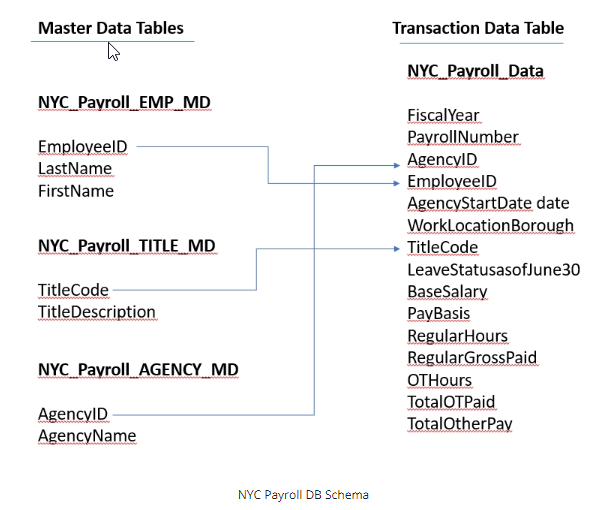 Master Data Tables
NYC_Payroll_EMP_MD
EmployeeID
LastName
FirstName
NYC_Payroll_TITLE_MD
TitleCode
TitleDescription
NYC_Payroll_AGENCY_MD
AgencyID
AgencyName
Transaction Data Table
NYC_Payroll_Data
FiscalYear
PayrollNumber
AgencyID
EmployeeID
AgencyStartDate date
WorkLocationBorough
TitleCode
LeaveStatusasofJune30
BaseSalary
PayBasis
RegularHours
RegularGrossPaid
OTHours
TotalOTPaid
TotalOtherPay
NYC Payroll DB Schema